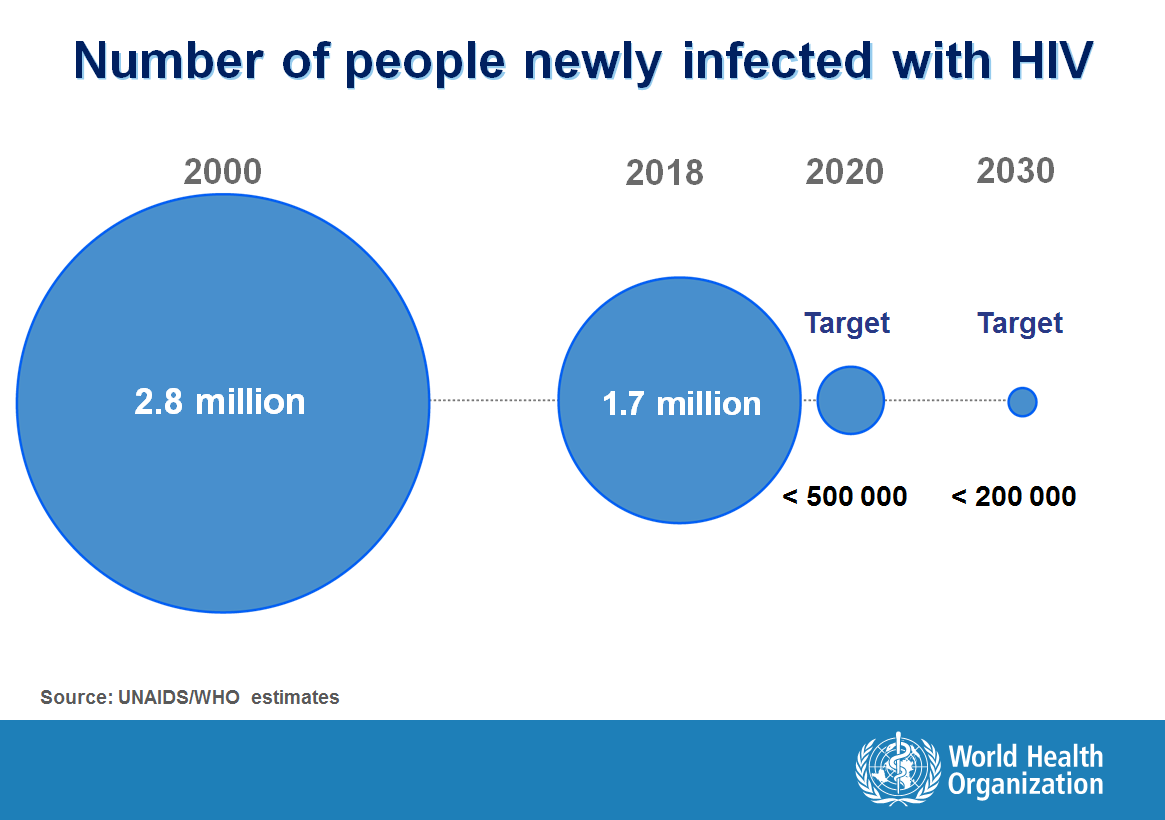 Number of people newly infected with HIV
2000
2018
2020
2030
Target
Target
2.8 million
1.7 million
< 500 000
< 200 000
Source: UNAIDS/WHO estimates
World Health
Organization